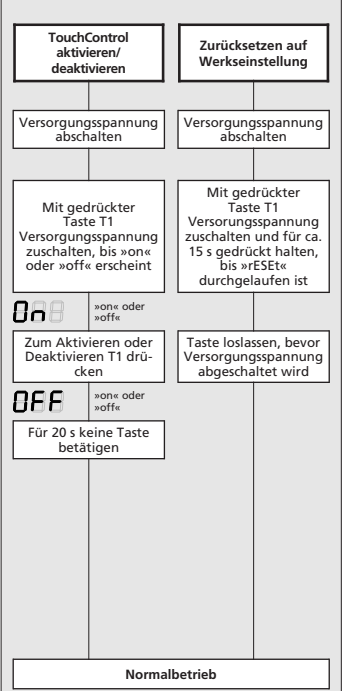 TouchControl
aktivieren/
deaktivieren
Versorgungsspannung
abschalten
Mit gedrückter
Taste T1
Versorgungsspannung
zuschalten, bis »on«
oder »off« erscheint
On
»on« oder
»off«
Zum Aktivieren oder
Deaktivieren T1 drü-
cken
OFF
»on« oder
»off«
Für 20 s keine Taste
betätigen
Zurücksetzen auf
Werkseinstellung
Versorgungsspannung
abschalten
Mit gedrückter
Taste T1
Versorunngsspannung
zuschalten und für ca.
15 s gedrückt halten,
bis »rESEt«
durchgelaufen ist
Taste loslassen, bevor
Versorgungsspannung
abgeschaltet wird
Normalbetrieb